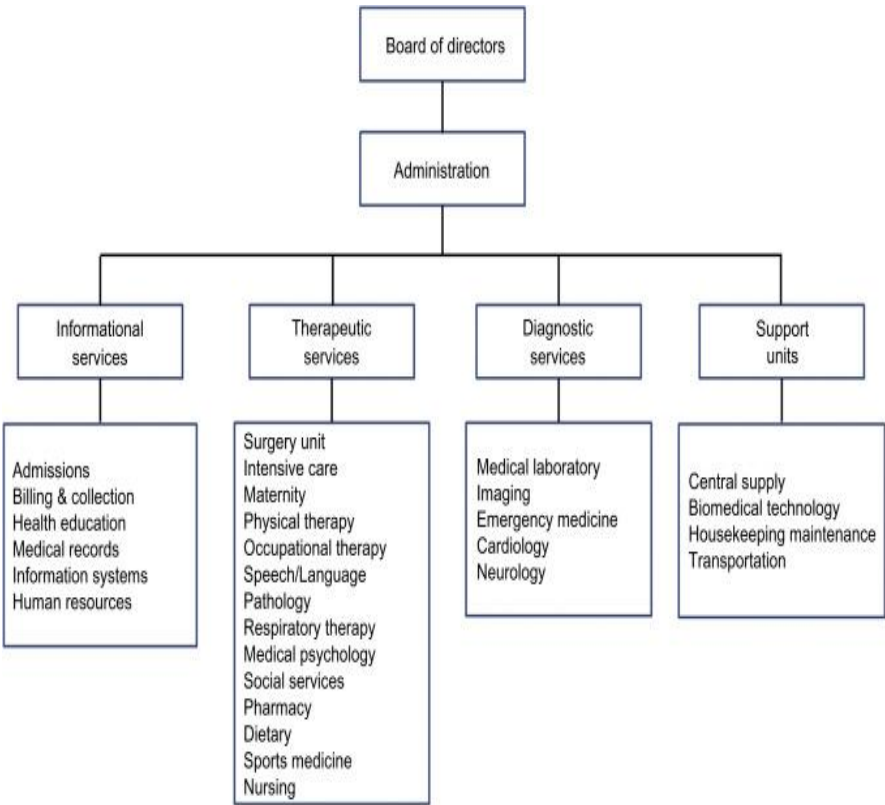 Board of directors
Administration
Informational
services
Therapeutic
services
Diagnostic
services
Support
units
Admissions
Billing & collection
Health education
Medical records
Information systems
Human resources
Surgery unit
Intensive care
Maternity
Physical therapy
Occupational therapy
Speech/Language
Pathology
Respiratory therapy
Medical psychology
Social services
Pharmacy
Dietary
Sports medicine
Nursing
Medical laboratory
Imaging
Emergency medicine
Cardiology
Neurology
Central supply
Biomedical technology
Housekeeping maintenance
Transportation